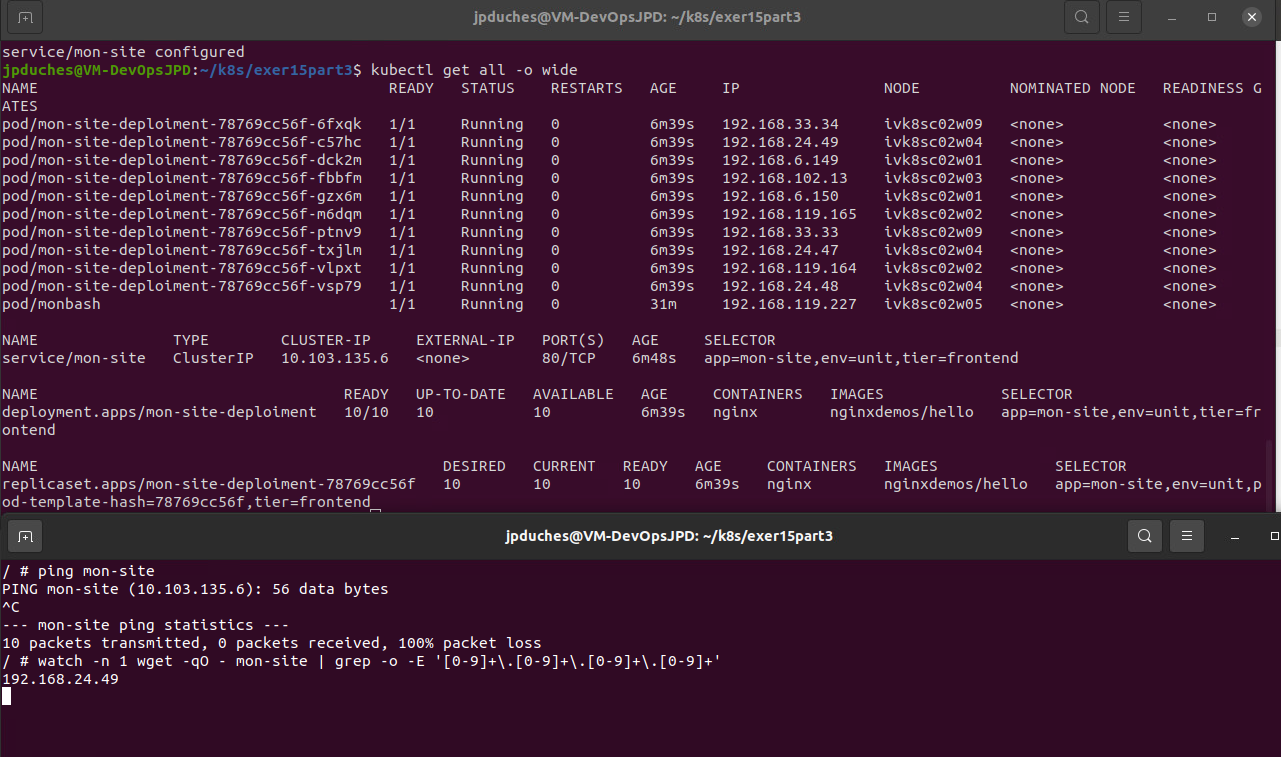 jpduches@VM-DevOpsJPD: ~/k8s/exer15part3
service/mon-site configured
jpduches@VM-DevOpsJPD:~/k8s/exer15part3$ kubectl get all -o wide
NAME                                       READY   STATUS    RESTARTS   AGE     IP                NODE          NOMINATED NODE   READINESS G
ATES
pod/mon-site-deploiment-78769cc56f-6fxqk   1/1     Running   0          6m39s   192.168.33.34     ivk8sc02w09   <none>           <none>
pod/mon-site-deploiment-78769cc56f-c57hc   1/1     Running   0          6m39s   192.168.24.49     ivk8sc02w04   <none>           <none>
pod/mon-site-deploiment-78769cc56f-dck2m   1/1     Running   0          6m39s   192.168.6.149     ivk8sc02w01   <none>           <none>
pod/mon-site-deploiment-78769cc56f-fbbfm   1/1     Running   0          6m39s   192.168.102.13    ivk8sc02w03   <none>           <none>
pod/mon-site-deploiment-78769cc56f-gzx6m   1/1     Running   0          6m39s   192.168.6.150     ivk8sc02w01   <none>           <none>
pod/mon-site-deploiment-78769cc56f-m6dqm   1/1     Running   0          6m39s   192.168.119.165   ivk8sc02w02   <none>           <none>
pod/mon-site-deploiment-78769cc56f-ptnv9   1/1     Running   0          6m39s   192.168.33.33     ivk8sc02w09   <none>           <none>
pod/mon-site-deploiment-78769cc56f-txjlm   1/1     Running   0          6m39s   192.168.24.47     ivk8sc02w04   <none>           <none>
pod/mon-site-deploiment-78769cc56f-vlpxt   1/1     Running   0          6m39s   192.168.119.164   ivk8sc02w02   <none>           <none>
pod/mon-site-deploiment-78769cc56f-vsp79   1/1     Running   0          6m39s   192.168.24.48     ivk8sc02w04   <none>           <none>
pod/monbash                                1/1     Running   0          31m     192.168.119.227   ivk8sc02w05   <none>           <none>
NAME               TYPE        CLUSTER-IP     EXTERNAL-IP   PORT(S)   AGE     SELECTOR
service/mon-site   ClusterIP   10.103.135.6   <none>        80/TCP    6m48s   app=mon-site,env=unit,tier=frontend
NAME                                  READY   UP-TO-DATE   AVAILABLE   AGE     CONTAINERS   IMAGES             SELECTOR
deployment.apps/mon-site-deploiment   10/10   10           10          6m39s   nginx        nginxdemos/hello   app=mon-site,env=unit,tier=fr
ontend
NAME                                             DESIRED   CURRENT   READY   AGE     CONTAINERS   IMAGES             SELECTOR
replicaset.apps/mon-site-deploiment-78769cc56f   10        10        10      6m39s   nginx        nginxdemos/hello   app=mon-site,env=unit,p
od-template-hash=78769cc56f,tier=frontend
jpduches@VM-DevOpsJPD: ~/k8s/exer15part3
/ # ping mon-site
PING mon-site (10.103.135.6): 56 data bytes
^C
--- mon-site ping statistics ---
10 packets transmitted, 0 packets received, 100% packet loss
/ # watch -n 1 wget -qO - mon-site | grep -o -E '[0-9]+\.[0-9]+\.[0-9]+\.[0-9]+'
192.168.24.49